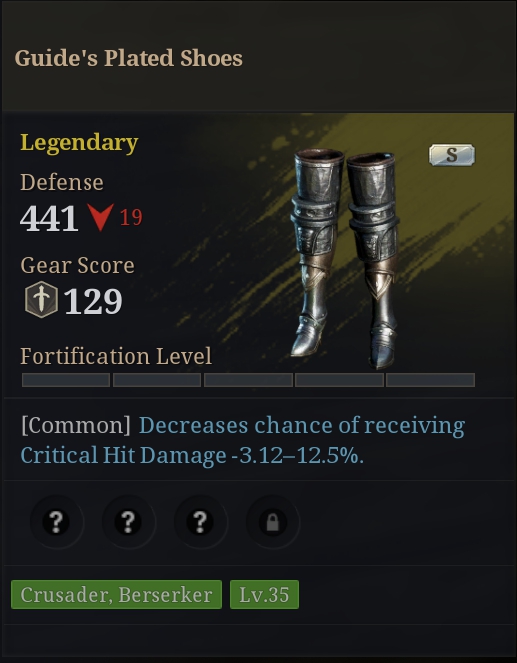 Guide's Plated Shoes
Legendary
S
Defense
441 19
Gear Score
129
Fortification Level
[Common] Decreases chance of receiving
Critical Hit Damage -3.12–12.5%.
? ? ?
Crusader, Berserker Lv.35